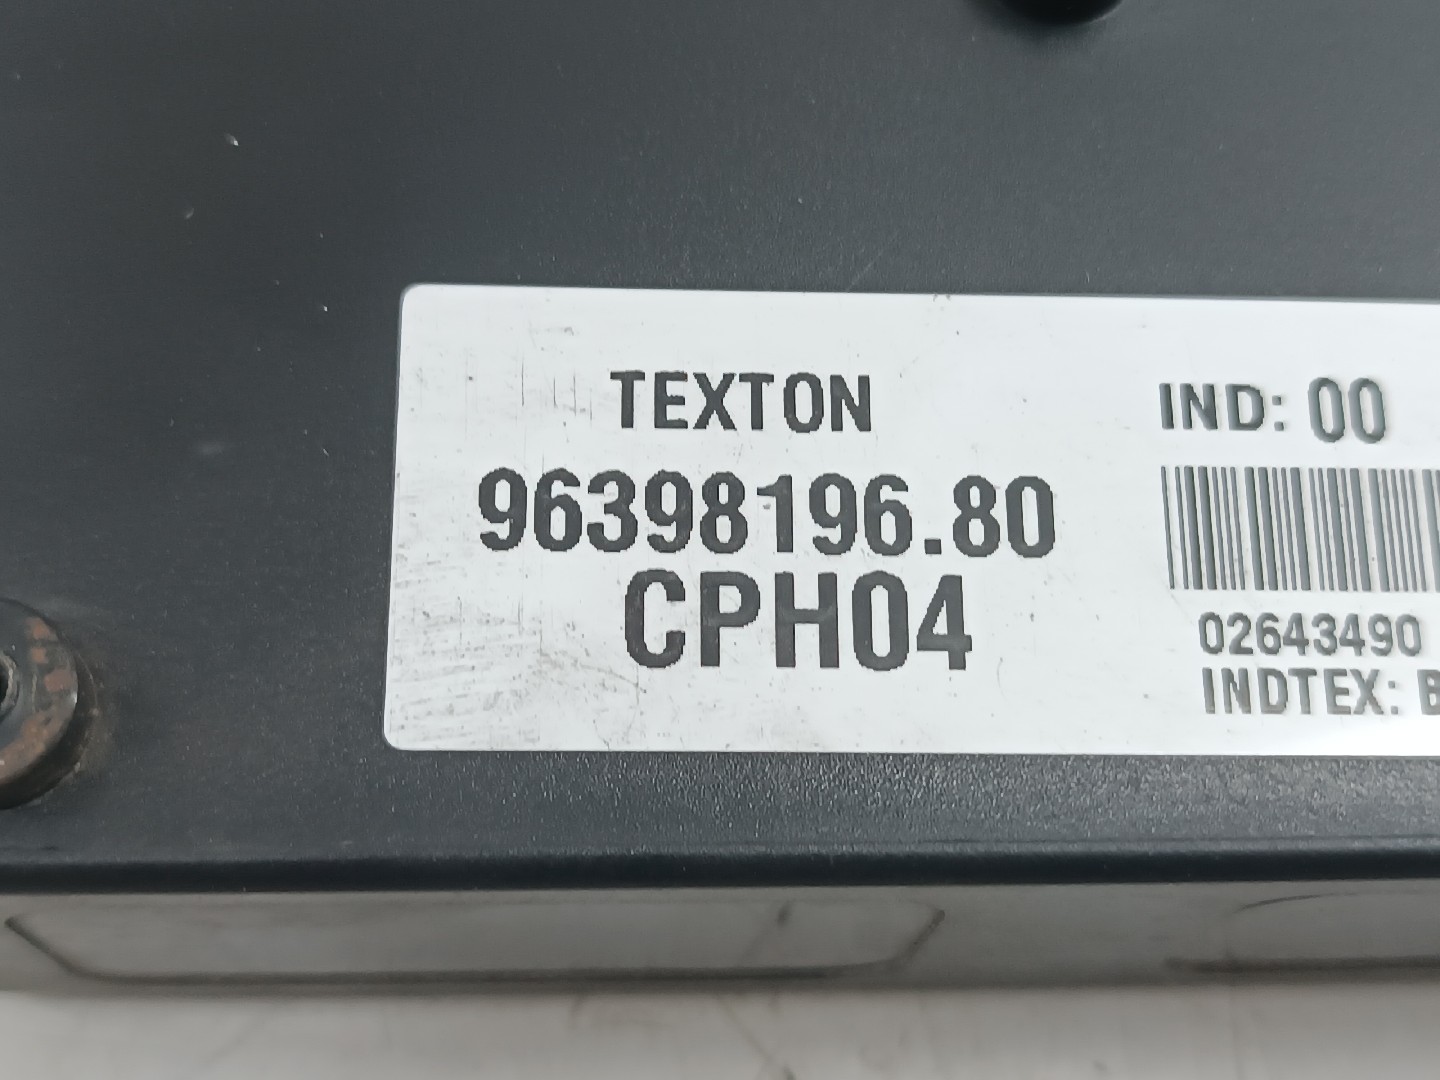 TEXTON
IND: 00
96398196.80
CPH04
02643490
INDTEX: B